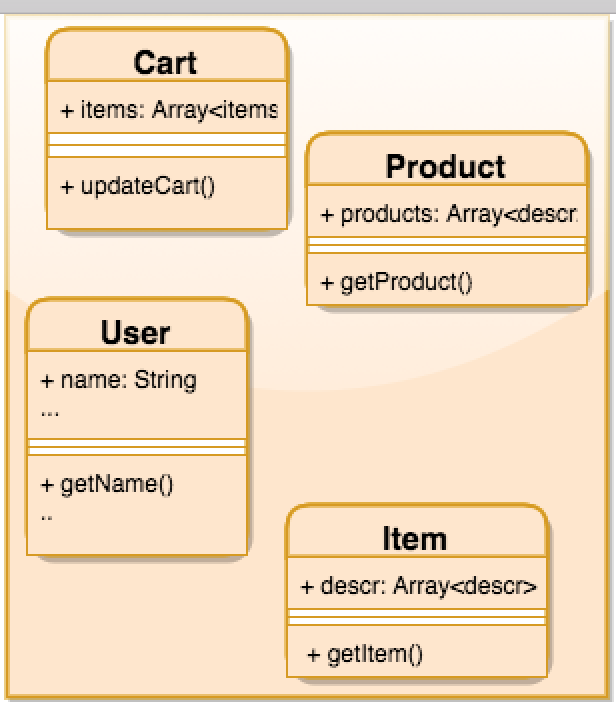 Cart
+ items: Array<items
+ updateCart()
Product
+ products: Array<descr
+ getProduct()
User
+ name: String
...
+ getName()
..
Item
+ descr: Array<descr>
+ getItem()